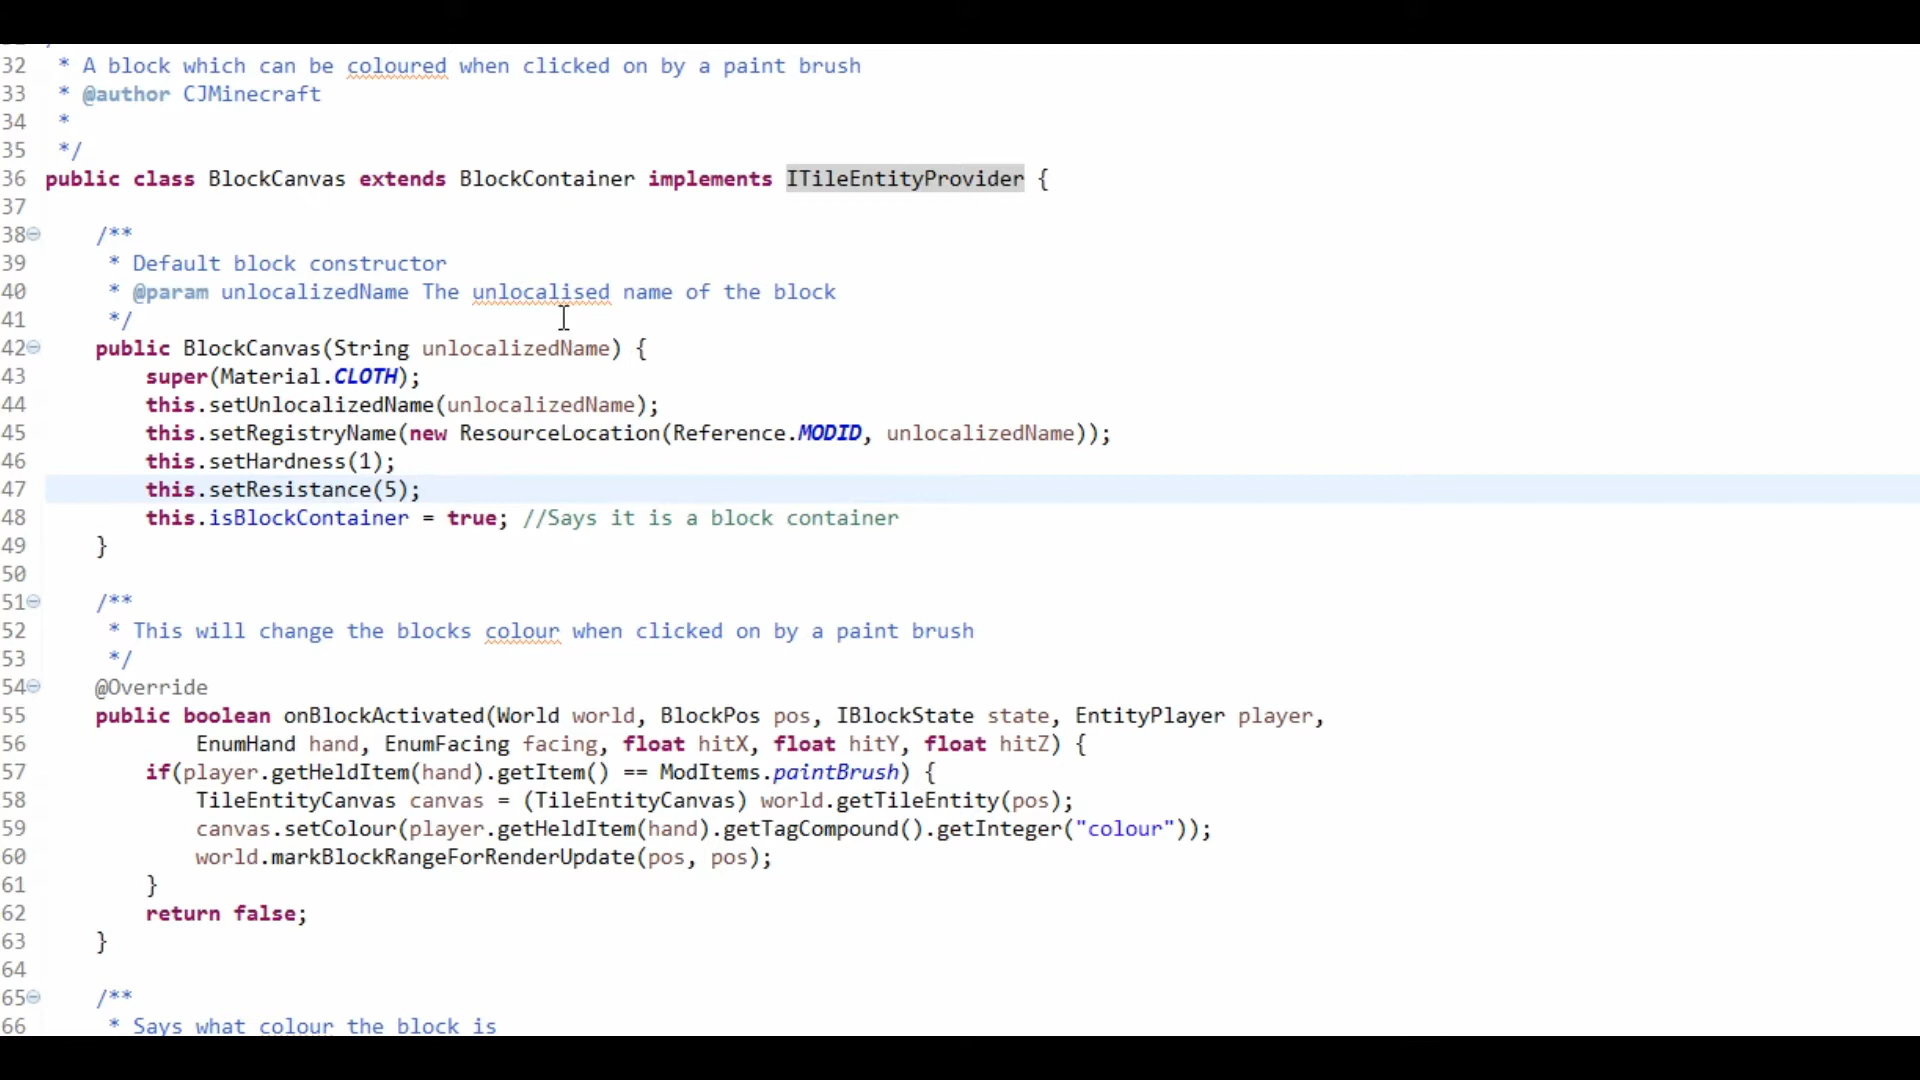 32 * A block which can be coloured when clicked on by a paint brush
33 * @author CJMinecraft
34 *
35 */
36 public class BlockCanvas extends BlockContainer implements ITileEntityProvider {
37
38 /**
39 * Default block constructor
40 * @param unlocalizedName The unlocalised name of the block
41 */
42 public BlockCanvas(String unlocalizedName) {
43 super(Material.CLOTH);
44 this.setUnlocalizedName(unlocalizedName);
45 this.setRegistryName(new ResourceLocation(Reference.MODID, unlocalizedName));
46 this.setHardness(1);
47 this.setResistance(5);
48 this.isBlockContainer = true; //Says it is a block container
49 }
50
51 /**
52 * This will change the blocks colour when clicked on by a paint brush
53 */
54 @Override
55 public boolean onBlockActivated(World world, BlockPos pos, IBlockState state, EntityPlayer player,
56 EnumHand hand, EnumFacing facing, float hitX, float hitY, float hitZ) {
57 if(player.getHeldItem(hand).getItem() == ModItems.paintBrush) {
58 TileEntityCanvas canvas = (TileEntityCanvas) world.getTileEntity(pos);
59 canvas.setColour(player.getHeldItem(hand).getTagCompound().getInteger("colour"));
60 world.markBlockRangeForRenderUpdate(pos, pos);
61 }
62 return false;
63 }
64
65 /**
66 * Says what colour the block is